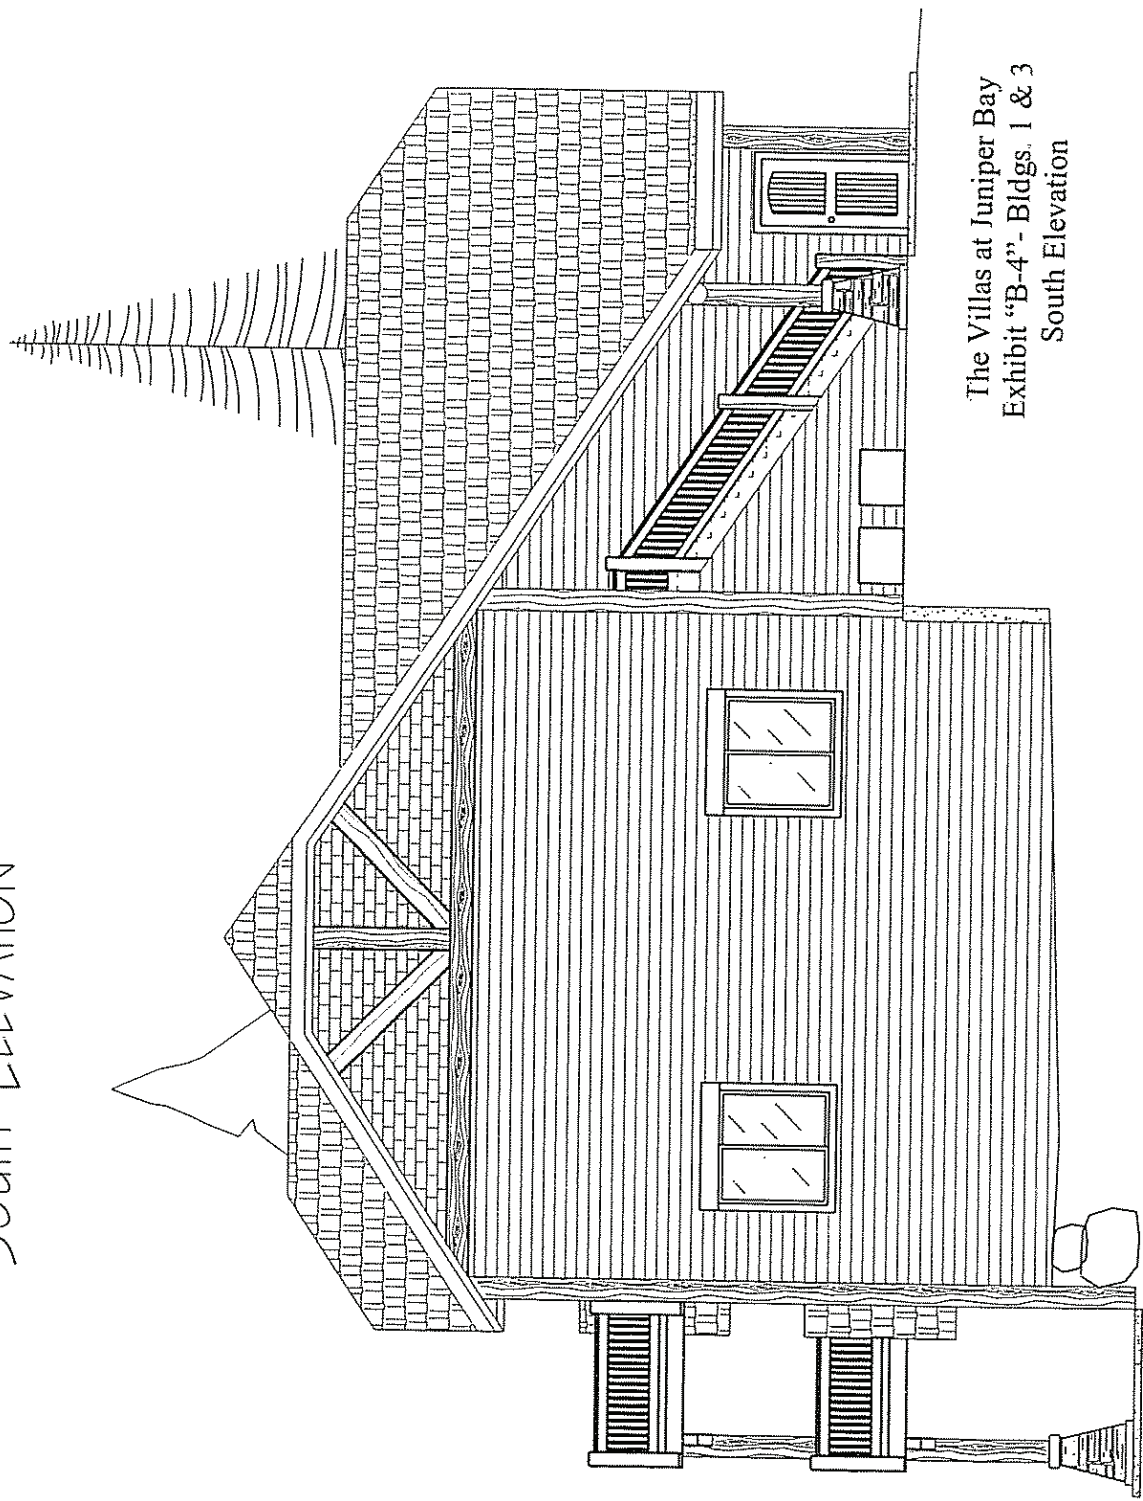 SOUTH ELEVATION
The Villas at Juniper Bay
Exhibit “B-4”- Bldgs. 1 & 3
South Elevation